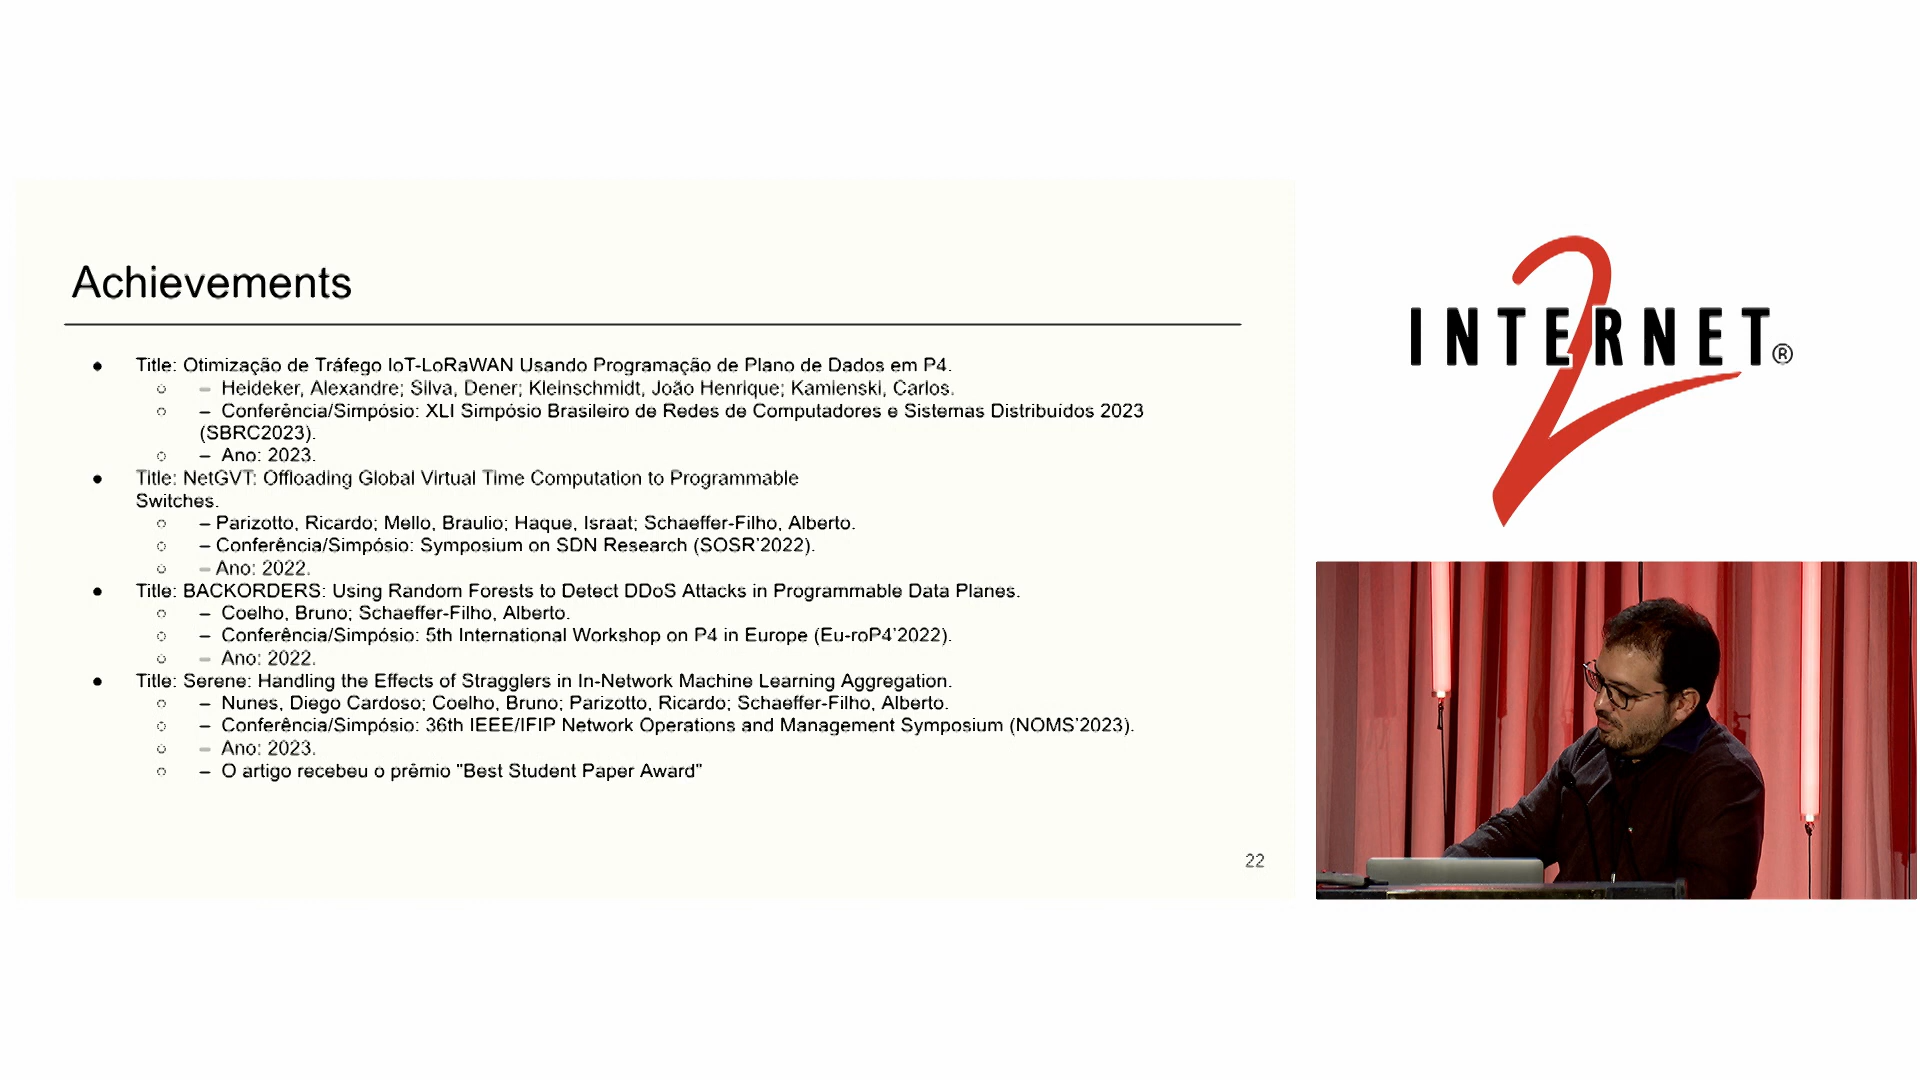 Achievements
● Title: Otimização de Tráfego IoT-LoRaWAN Usando Programação de Plano de Dados em P4.
○ – Heideker, Alexandre; Silva, Dener; Kleinschmidt, João Henrique; Kamienski, Carlos.
○ – Conferência/Simpósio: XLI Simpósio Brasileiro de Redes de Computadores e Sistemas Distribuídos 2023
(SBRC2023).
○ – Ano: 2023.
● Title: NetGVT: Offloading Global Virtual Time Computation to Programmable
Switches.
○ – Parizotto, Ricardo; Mello, Braulio; Haque, Israat; Schaeffer-Filho, Alberto.
○ – Conferência/Simpósio: Symposium on SDN Research (SOSR'2022).
○ – Ano: 2022.
● Title: BACKORDERS: Using Random Forests to Detect DDoS Attacks in Programmable Data Planes.
○ – Coelho, Bruno; Schaeffer-Filho, Alberto.
○ – Conferência/Simpósio: 5th International Workshop on P4 in Europe (Eu-roP4'2022).
○ – Ano: 2022.
● Title: Serene: Handling the Effects of Stragglers in In-Network Machine Learning Aggregation.
○ – Nunes, Diego Cardoso; Coelho, Bruno; Parizotto, Ricardo; Schaeffer-Filho, Alberto.
○ – Conferência/Simpósio: 36th IEEE/IFIP Network Operations and Management Symposium (NOMS'2023).
○ – Ano: 2023.
○ – O artigo recebeu o prêmio "Best Student Paper Award"
22
INTERNET®
2